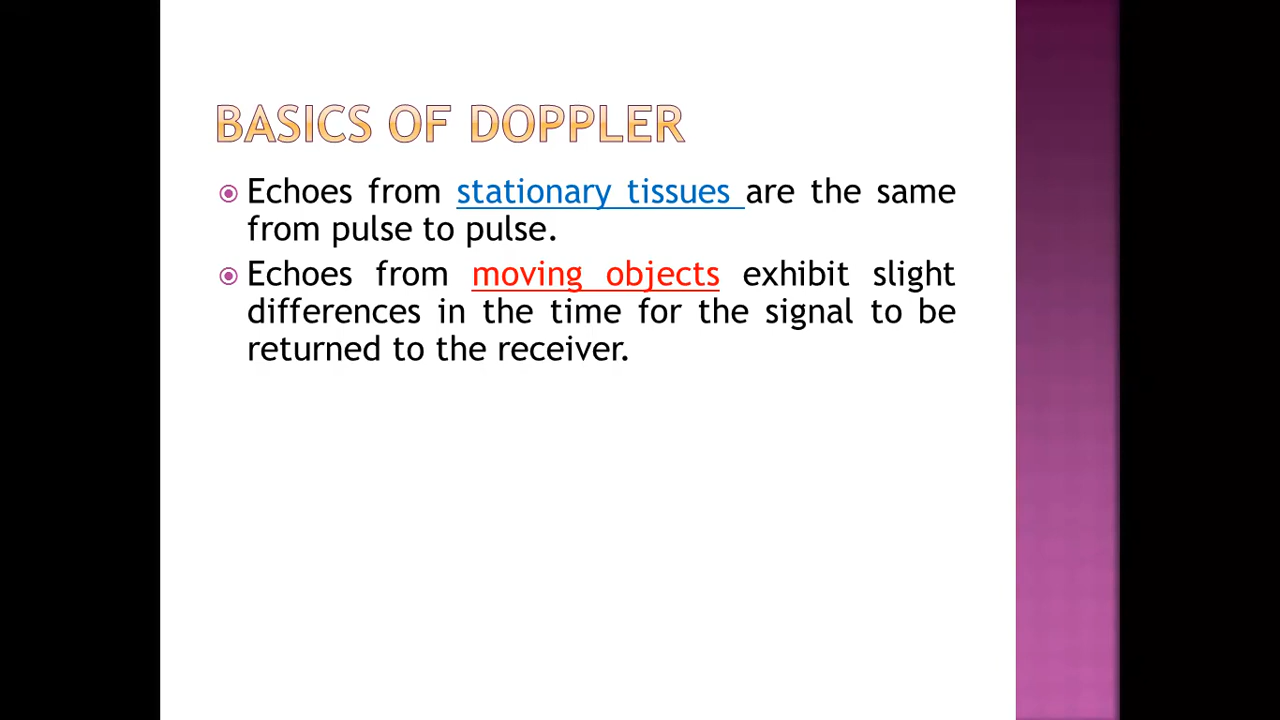 BASICS OF DOPPLER
Echoes from stationary tissues are the same
from pulse to pulse.
Echoes from moving objects exhibit slight
differences in the time for the signal to be
returned to the receiver.